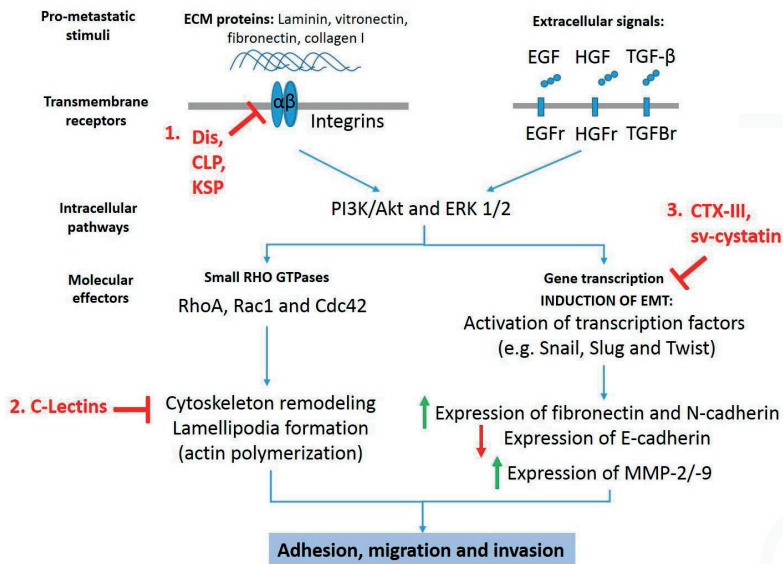 Pro-metastatic
stimuli
ECM proteins: Laminin, vitronectin,
fibronectin, collagen I
Extracellular signals:
EGF HGF TGF-β
Transmembrane
receptors
αβ
Integrins
EGFr HGFr TGFBr
1. Dis,
CLP,
KSP
Intracellular
pathways
PI3K/Akt and ERK 1/2
3. CTX-III,
sv-cystatin
Molecular
effectors
Small RHO GTPases
RhoA, Rac1 and Cdc42
Gene transcription
INDUCTION OF EMT:
Activation of transcription factors
(e.g. Snail, Slug and Twist)
2. C-Lectins
Cytoskeleton remodeling
Lamellipodia formation
(actin polymerization)
Expression of fibronectin and N-cadherin
Expression of E-cadherin
Expression of MMP-2/-9
Adhesion, migration and invasion